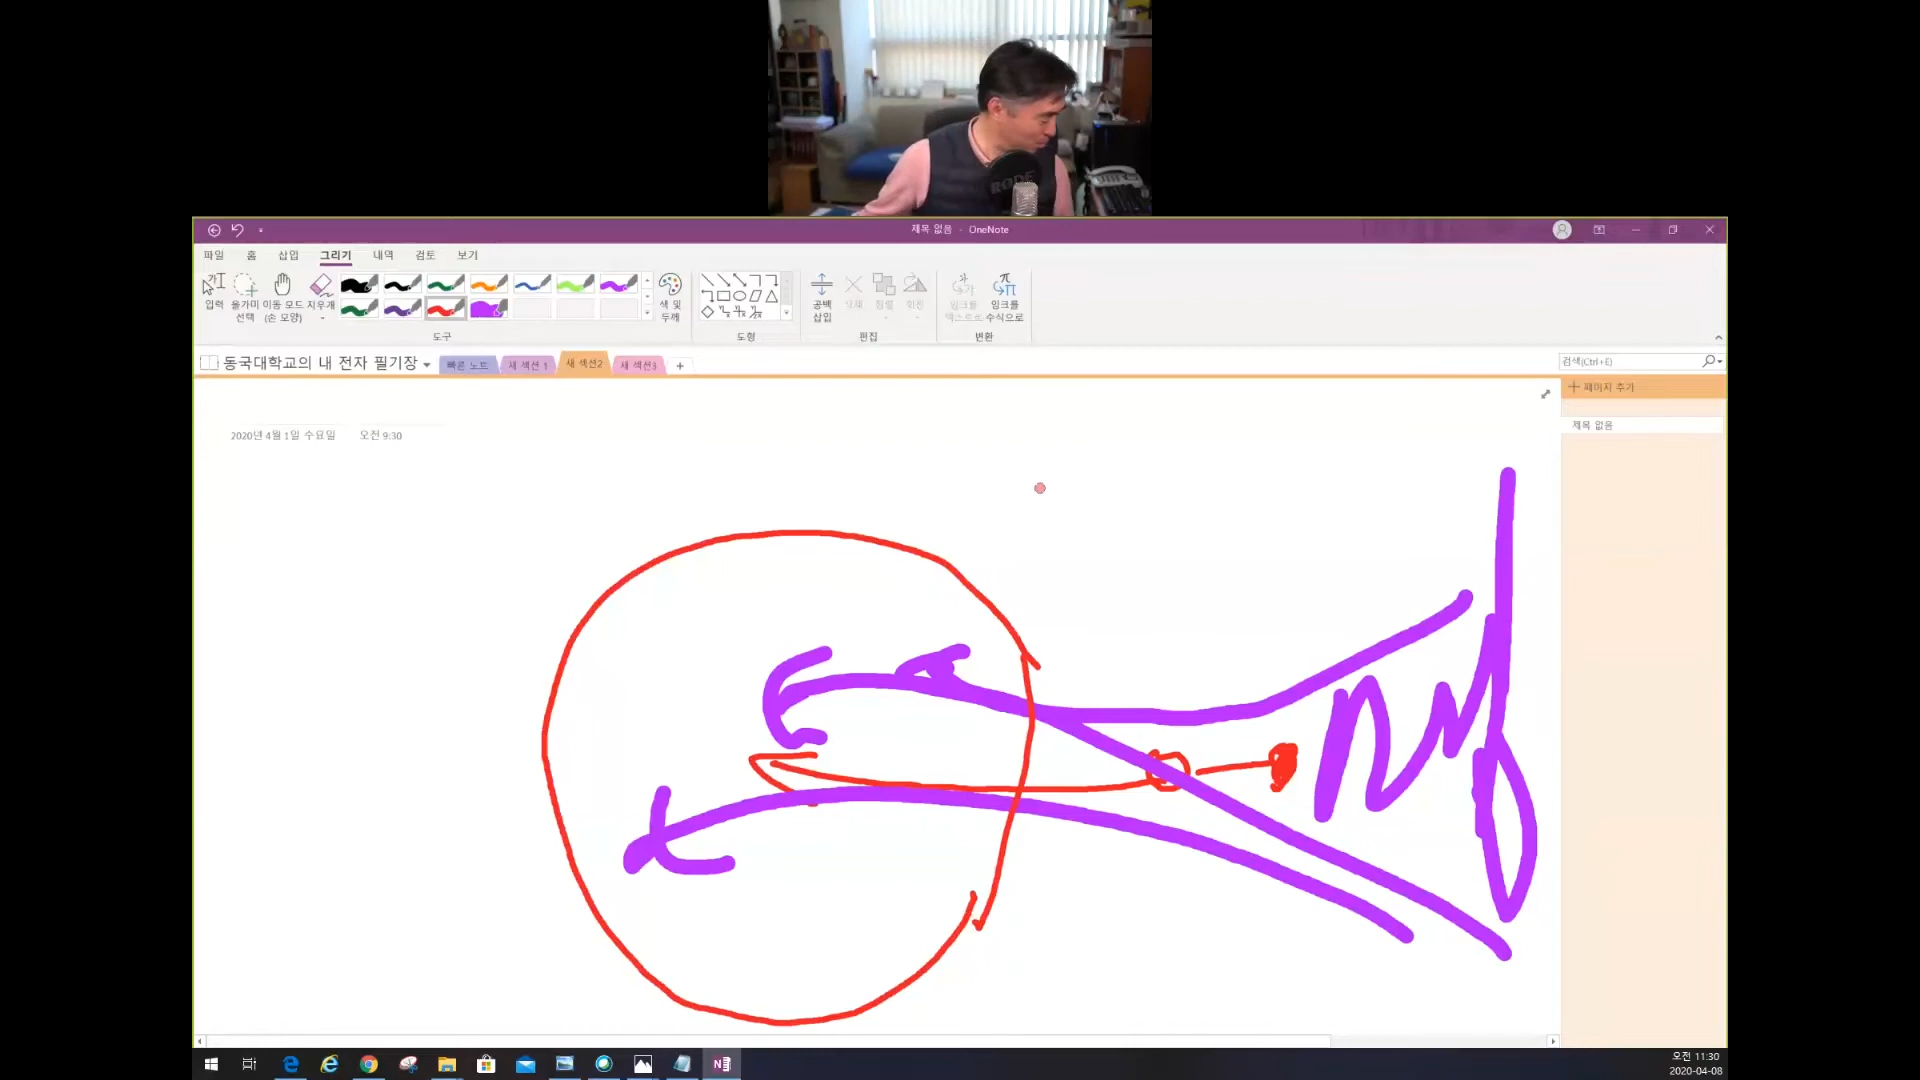 RODE
제목 없음 - OneNote
파일 홈 삽입 그리기 내역 검토 보기
입력
올가미 선택
이동 모드 (손 모양)
지우개
색 및 두께
공백 삽입
삭제
정렬
회전
잉크를 텍스트로
잉크를 수식으로
도구
도형
편집
변환
동국대학교의 내 전자 필기장
빠른 노트
새 섹션 1
새 섹션2
새 섹션3
검색(Ctrl+E)
페이지 추가
제목 없음
2020년 4월 1일 수요일 오전 9:30
오전 11:30
2020-04-08